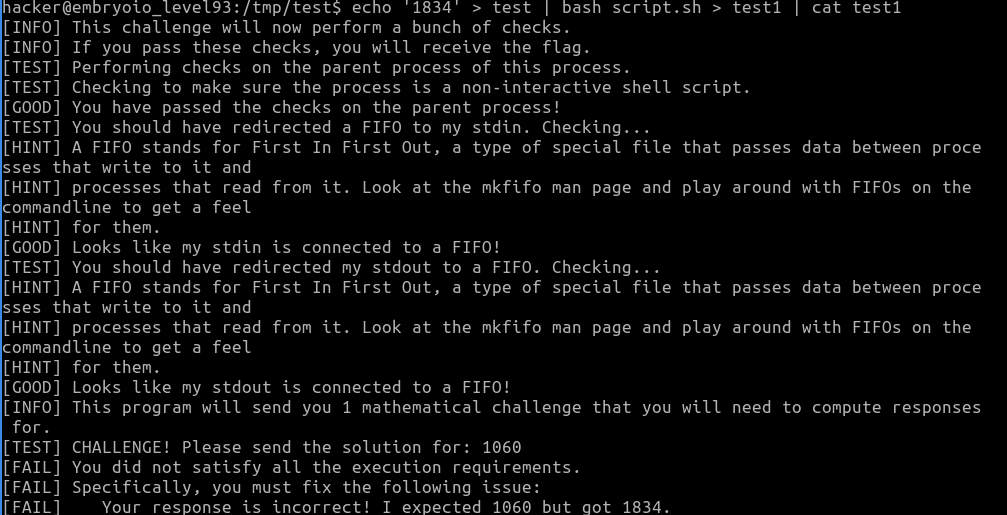 hacker@embryoio_level93:/tmp/test$ echo '1834' > test | bash script.sh > test1 | cat test1
[INFO] This challenge will now perform a bunch of checks.
[INFO] If you pass these checks, you will receive the flag.
[TEST] Performing checks on the parent process of this process.
[TEST] Checking to make sure the process is a non-interactive shell script.
[GOOD] You have passed the checks on the parent process!
[TEST] You should have redirected a FIFO to my stdin. Checking...
[HINT] A FIFO stands for First In First Out, a type of special file that passes data between proce
sses that write to it and
[HINT] processes that read from it. Look at the mkfifo man page and play around with FIFOs on the
commandline to get a feel
[HINT] for them.
[GOOD] Looks like my stdin is connected to a FIFO!
[TEST] You should have redirected my stdout to a FIFO. Checking...
[HINT] A FIFO stands for First In First Out, a type of special file that passes data between proce
sses that write to it and
[HINT] processes that read from it. Look at the mkfifo man page and play around with FIFOs on the
commandline to get a feel
[HINT] for them.
[GOOD] Looks like my stdout is connected to a FIFO!
[INFO] This program will send you 1 mathematical challenge that you will need to compute responses
 for.
[TEST] CHALLENGE! Please send the solution for: 1060
[FAIL] You did not satisfy all the execution requirements.
[FAIL] Specifically, you must fix the following issue:
[FAIL]    Your response is incorrect! I expected 1060 but got 1834.